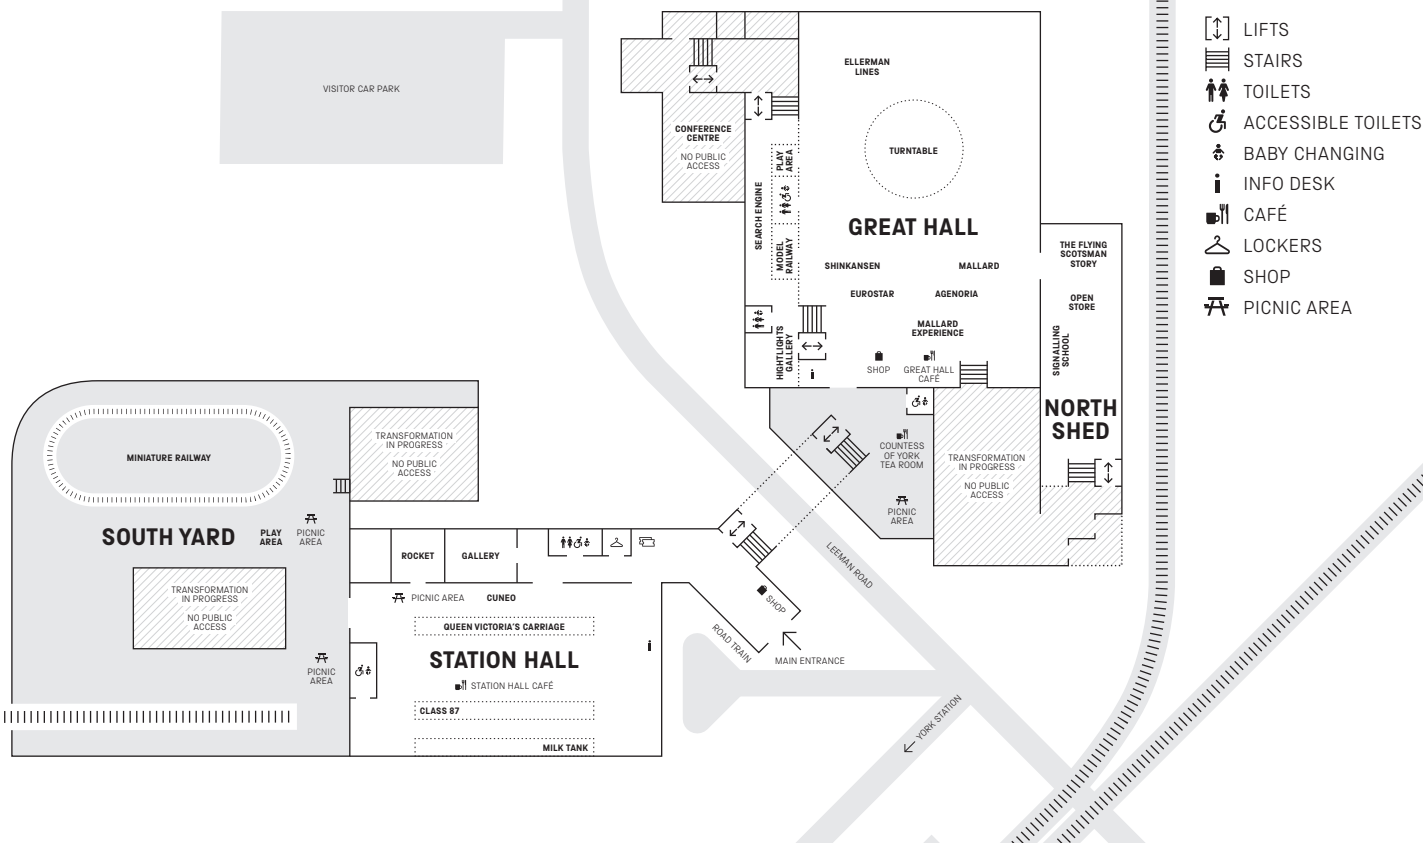 VISITOR CAR PARK
ELLERMAN
LINES
CONFERENCE
CENTRE
NO PUBLIC
ACCESS
PLAY
AREA
TURNTABLE
SEARCH ENGINE
MODEL
RAILWAY
GREAT HALL
SHINKANSEN
MALLARD
EUROSTAR
AGENORIA
MALLARD
EXPERIENCE
HIGHTLIGHTS
GALLERY
SHOP
GREAT HALL
CAFÉ
THE FLYING
SCOTSMAN
STORY
OPEN
STORE
SIGNALLING
SCHOOL
NORTH
SHED
COUNTESS
OF YORK
TEA ROOM
PICNIC
AREA
TRANSFORMATION
IN PROGRESS
NO PUBLIC
ACCESS
TRANSFORMATION
IN PROGRESS
NO PUBLIC
ACCESS
MINIATURE RAILWAY
SOUTH YARD
PLAY
AREA
PICNIC
AREA
TRANSFORMATION
IN PROGRESS
NO PUBLIC
ACCESS
PICNIC
AREA
ROCKET
GALLERY
PICNIC AREA
CUNEO
QUEEN VICTORIA'S CARRIAGE
STATION HALL
STATION HALL CAFÉ
CLASS 87
MILK TANK
SHOP
ROAD TRAIN
MAIN ENTRANCE
LEEMAN ROAD
YORK STATION
LIFTS
STAIRS
TOILETS
ACCESSIBLE TOILETS
BABY CHANGING
INFO DESK
CAFÉ
LOCKERS
SHOP
PICNIC AREA